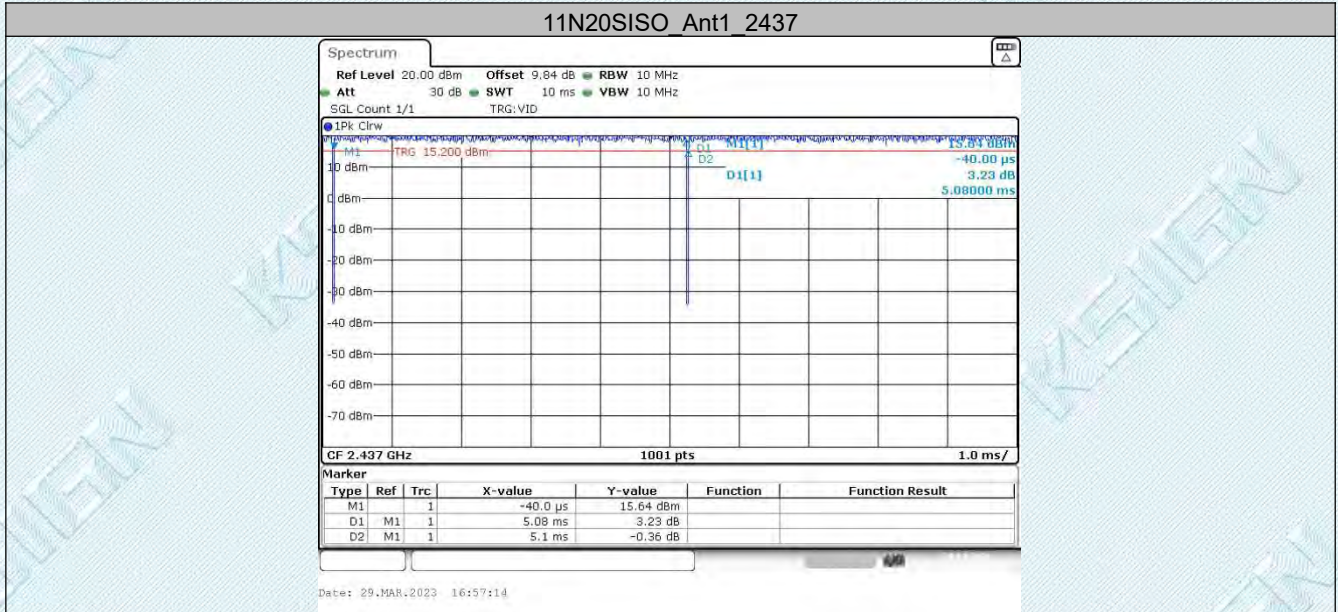 11N20SISO_Ant1_2437
Spectrum
Ref Level 20.00 dBm Offset 9.84 dB RBW 10 MHz
Att 30 dB SWT 10 ms VBW 10 MHz
SGL Count 1/1 TRG:VID
1Pk Clrw
M1 TRG 15.200 dBm D1 M1[1] 15.64 dBm
D2 -40.00 µs
10 dBm D1[1] 3.23 dB
5.08000 ms
0 dBm
-10 dBm
-20 dBm
-30 dBm
-40 dBm
-50 dBm
-60 dBm
-70 dBm
CF 2.437 GHz 1001 pts 1.0 ms/
Marker
Type Ref Trc X-value Y-value Function Function Result
M1 1 -40.0 µs 15.64 dBm
D1 M1 1 5.08 ms 3.23 dB
D2 M1 1 5.1 ms -0.36 dB
Date: 29.MAR.2023 16:57:14